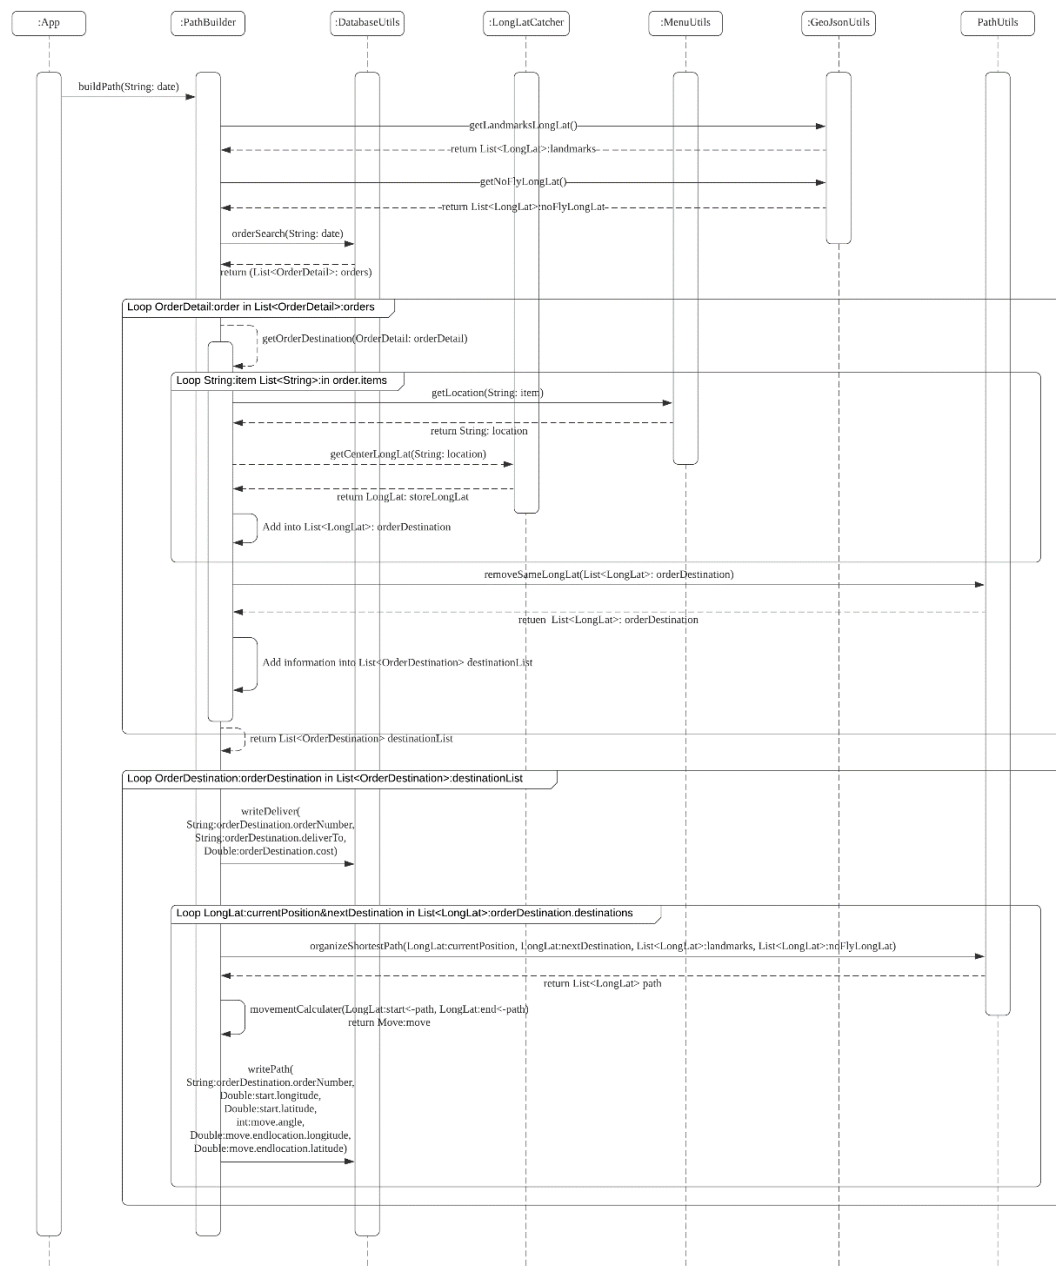 :App
:PathBuilder
:DatabaseUtils
:LongLatCatcher
:MenuUtils
:GeoJsonUtils
PathUtils
buildPath(String: date)
getLandmarksLongLat()
return List<LongLat>:landmarks
getNoFlyLongLat()
return List<LongLat>:noFlyLongLat
orderSearch(String: date)
return (List<OrderDetail>: orders)
Loop OrderDetail:order in List<OrderDetail>:orders
getOrderDestination(OrderDetail: orderDetail)
Loop String:item List<String>:in order.items
getLocation(String: item)
return String: location
getCenterLongLat(String: location)
return LongLat: storeLongLat
Add into List<LongLat>: orderDestination
removeSameLongLat(List<LongLat>: orderDestination)
retuen List<LongLat>: orderDestination
Add information into List<OrderDestination> destinationList
return List<OrderDestination> destinationList
Loop OrderDestination:orderDestination in List<OrderDestination>:destinationList
writeDeliver(
String:orderDestination.orderNumber,
String:orderDestination.deliverTo,
Double:orderDestination.cost)
Loop LongLat:currentPosition&nextDestination in List<LongLat>:orderDestination.destinations
organizeShortestPath(LongLat:currentPosition, LongLat:nextDestination, List<LongLat>:landmarks, List<LongLat>:noFlyLongLat)
return List<LongLat> path
movementCalculater(LongLat:start<-path, LongLat:end<-path)
return Move:move
writePath(
String:orderDestination.orderNumber,
Double:start.longitude,
Double:start.latitude,
int:move.angle,
Double:move.endlocation.longitude,
Double:move.endlocation.latitude)